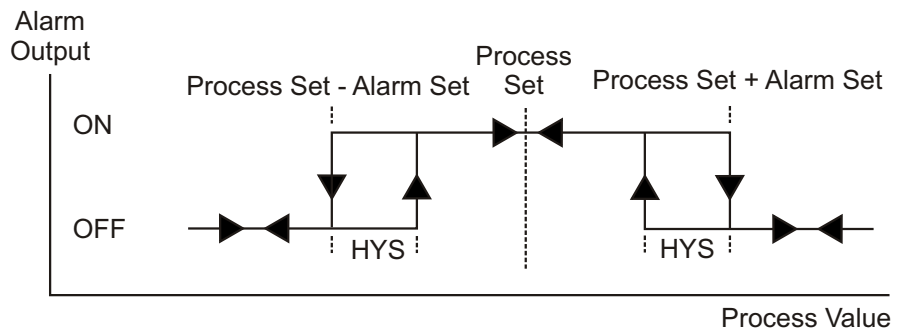 Alarm
Output
Process
Set
Process Set - Alarm Set
Process Set + Alarm Set
ON
OFF
HYS
HYS
Process Value